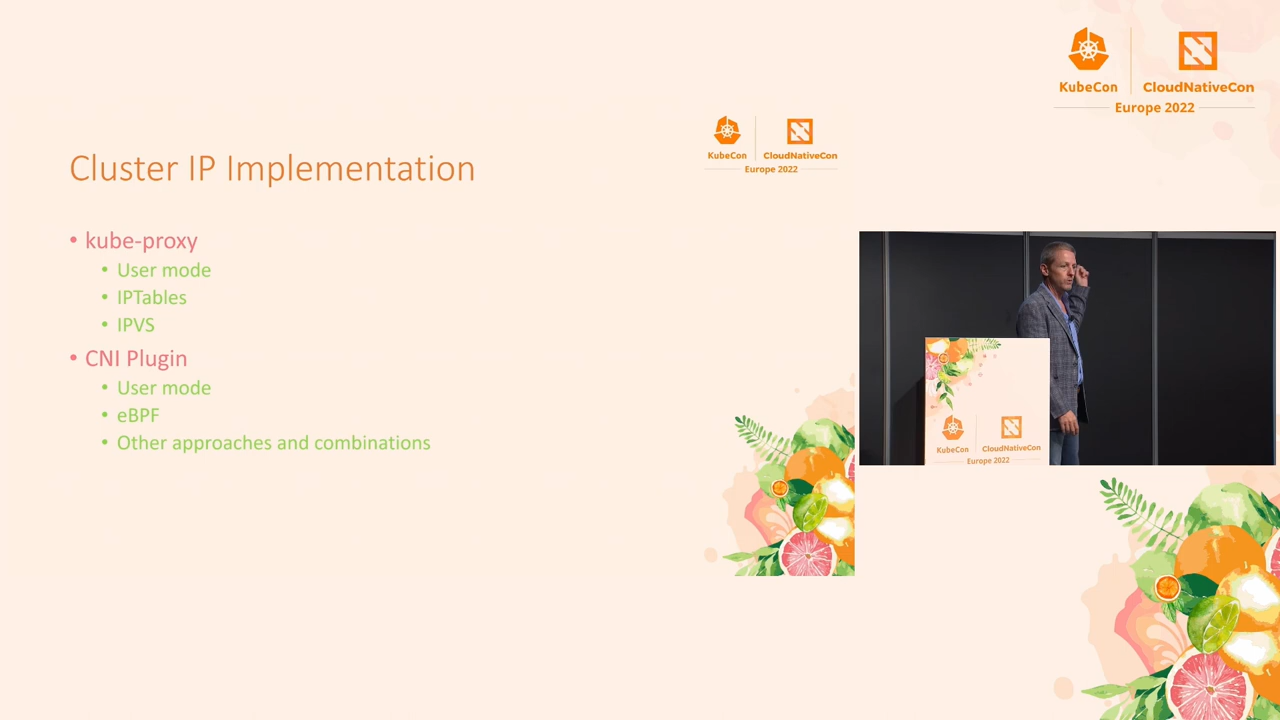 KubeCon
CloudNativeCon
Europe 2022
KubeCon
CloudNativeCon
Europe 2022
Cluster IP Implementation
• kube-proxy
• User mode
• IPTables
• IPVS
• CNI Plugin
• User mode
• eBPF
• Other approaches and combinations
KubeCon
CloudNativeCon
Europe 2022